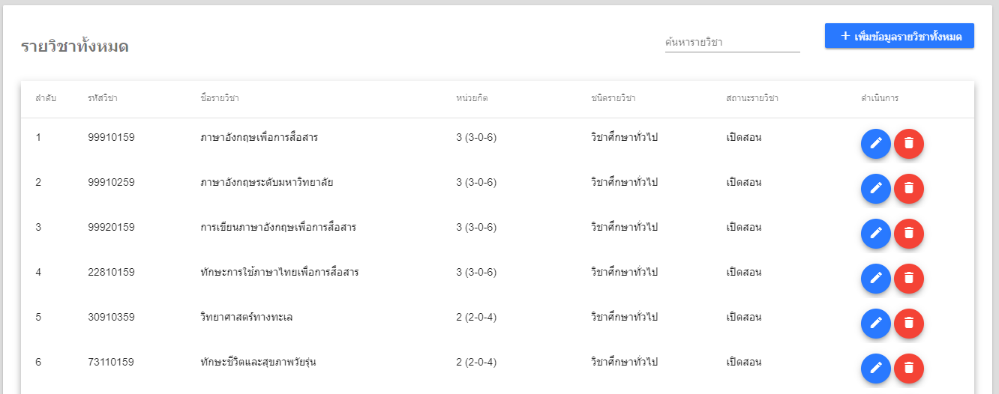 รายวิชาทั้งหมด
ค้นหารายวิชา
+ เพิ่มข้อมูลรายวิชาทั้งหมด
ลำดับ รหัสวิชา ชื่อรายวิชา หน่วยกิต ชนิดรายวิชา สถานะรายวิชา ดำเนินการ
1 99910159 ภาษาอังกฤษเพื่อการสื่อสาร 3 (3-0-6) วิชาศึกษาทั่วไป เปิดสอน
2 99910259 ภาษาอังกฤษระดับมหาวิทยาลัย 3 (3-0-6) วิชาศึกษาทั่วไป เปิดสอน
3 99920159 การเขียนภาษาอังกฤษเพื่อการสื่อสาร 3 (3-0-6) วิชาศึกษาทั่วไป เปิดสอน
4 22810159 ทักษะการใช้ภาษาไทยเพื่อการสื่อสาร 3 (3-0-6) วิชาศึกษาทั่วไป เปิดสอน
5 30910359 วิทยาศาสตร์ทางทะเล 2 (2-0-4) วิชาศึกษาทั่วไป เปิดสอน
6 73110159 ทักษะชีวิตและสุขภาพวัยรุ่น 2 (2-0-4) วิชาศึกษาทั่วไป เปิดสอน